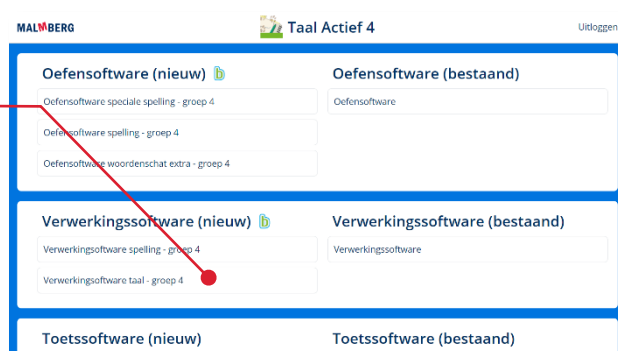 MALMBERG
Taal Actief 4
Uitloggen
Oefensoftware (nieuw) b
Oefensoftware (bestaand)
Oefensoftware speciale spelling - groep 4
Oefensoftware
Oefensoftware spelling - groep 4
Oefensoftware woordenschat extra - groep 4
Verwerkingssoftware (nieuw) b
Verwerkingssoftware (bestaand)
Verwerkingsoftware spelling - groep 4
Verwerkingssoftware
Verwerkingsoftware taal - groep 4
Toetssoftware (nieuw)
Toetssoftware (bestaand)